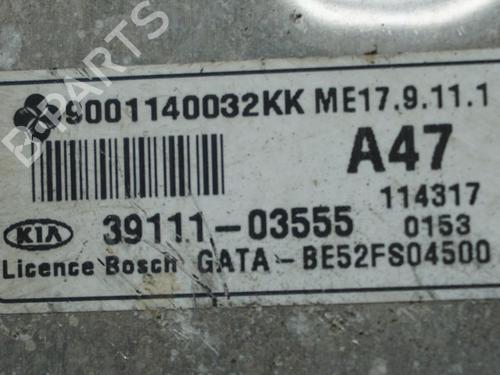 B-PARTS
9001140032KK ME17.9.11.1
A47
114317
KIA 39111-03555 0153
Licence Bosch GATA-BE52FS04500